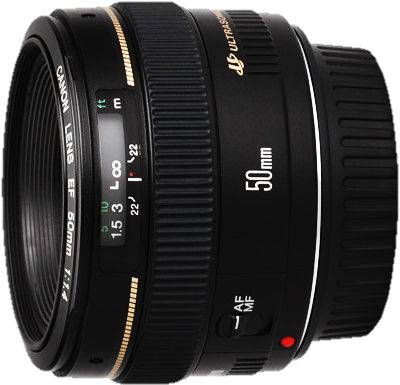 CANON LENS EF 50mm 1:1.4
ft m
L∞
22
22
5 10
1.5 3
ULTRASONIC
50mm
AF
MF